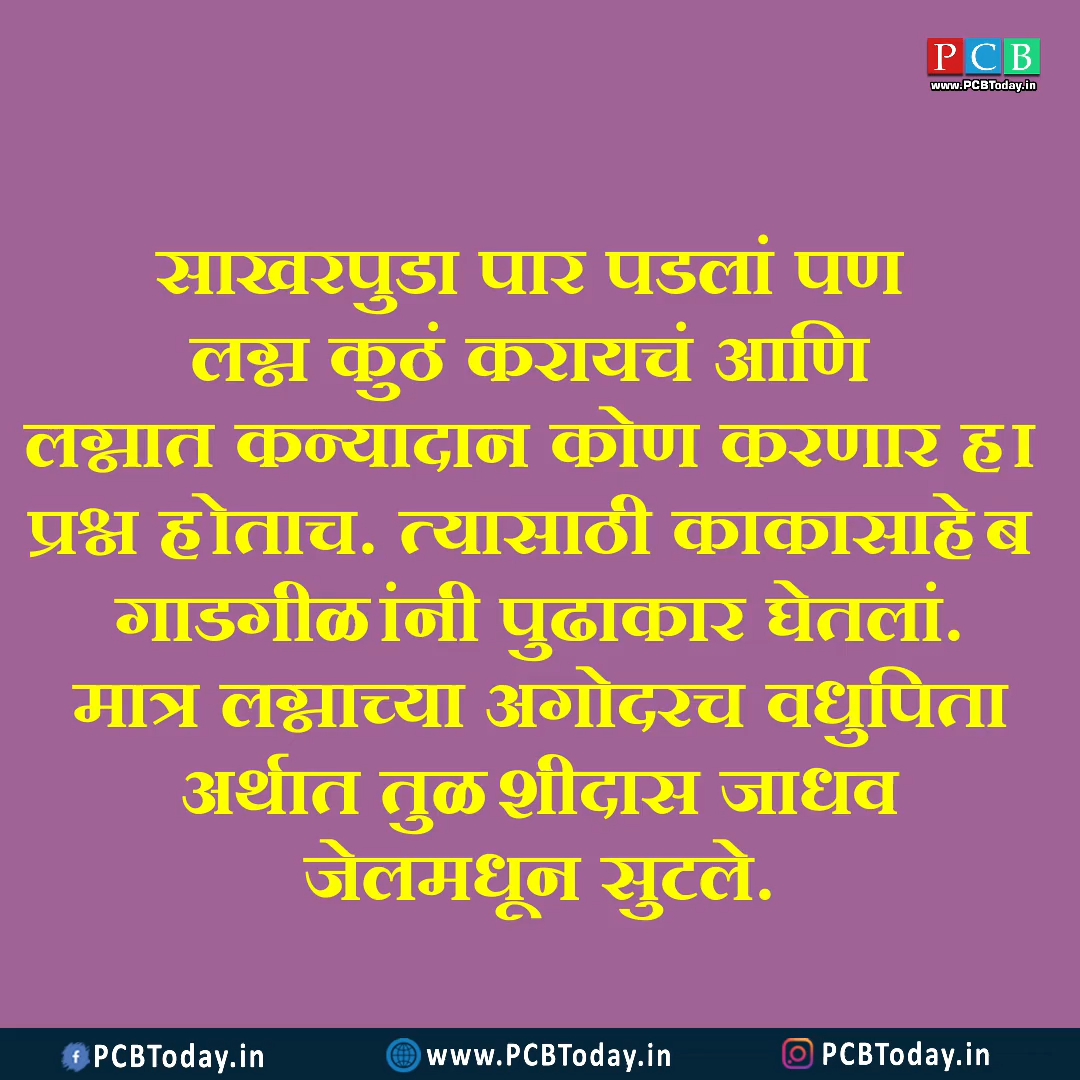 P C B
www.PCBToday.in
साखरपुडा पार पडलां पण
लग्न कुठं करायचं आणि
लग्नात कन्यादान कोण करणार हा
प्रश्न होताच. त्यासाठी काकासाहेब
गाडगीळांनी पुढाकार घेतलां.
मात्र लग्नाच्या अगोदरच वधुपिता
अर्थात तुळशीदास जाधव
जेलमधून सुटले.
PCBToday.in www.PCBToday.in PCBToday.in